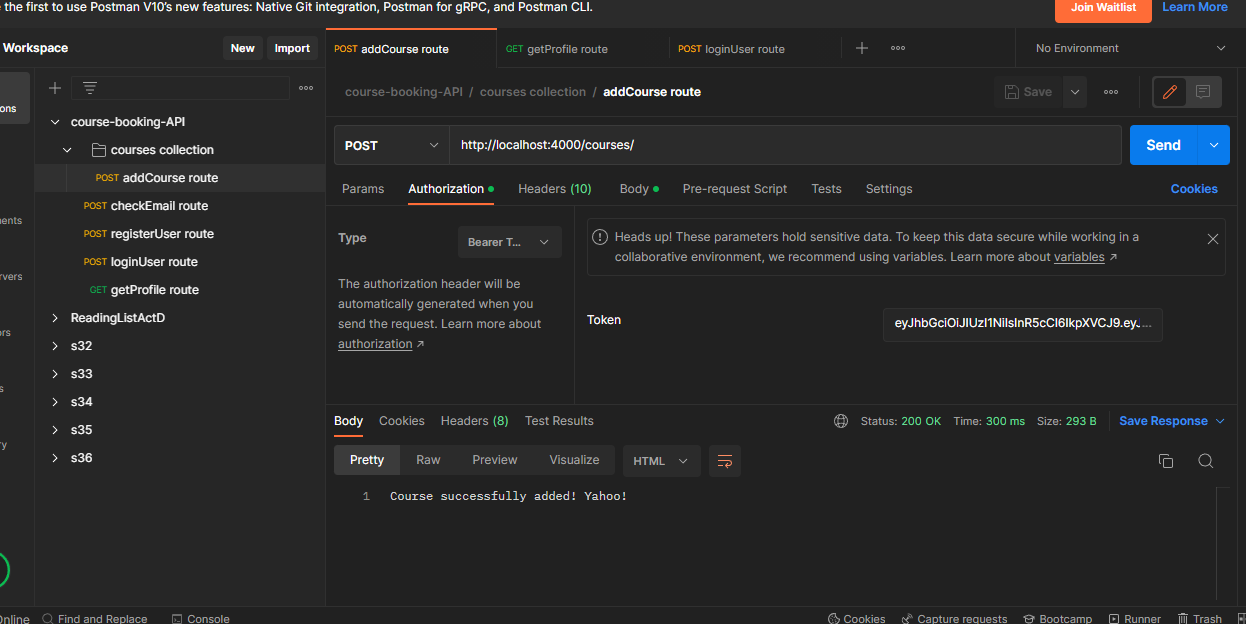 the first to use Postman V10's new features: Native Git integration, Postman for gRPC, and Postman CLI.
Join Waitlist
Learn More
Workspace
New
Import
POST addCourse route
GET getProfile route
POST loginUser route
No Environment
course-booking-API / courses collection / addCourse route
Save
ons
course-booking-API
courses collection
POST addCourse route
POST checkEmail route
POST registerUser route
POST loginUser route
GET getProfile route
ReadingListActD
s32
s33
s34
s35
s36
POST
http://localhost:4000/courses/
Send
Params
Authorization
Headers (10)
Body
Pre-request Script
Tests
Settings
Cookies
Type
Bearer T...
The authorization header will be
automatically generated when you
send the request. Learn more about
authorization ↗
Heads up! These parameters hold sensitive data. To keep this data secure while working in a
collaborative environment, we recommend using variables. Learn more about variables ↗
Token
Body
Cookies
Headers (8)
Test Results
Status: 200 OK
Time: 300 ms
Size: 293 B
Save Response
Pretty
Raw
Preview
Visualize
HTML
1 Course successfully added! Yahoo!
Online
Find and Replace
Console
Cookies
Capture requests
Bootcamp
Runner
Trash